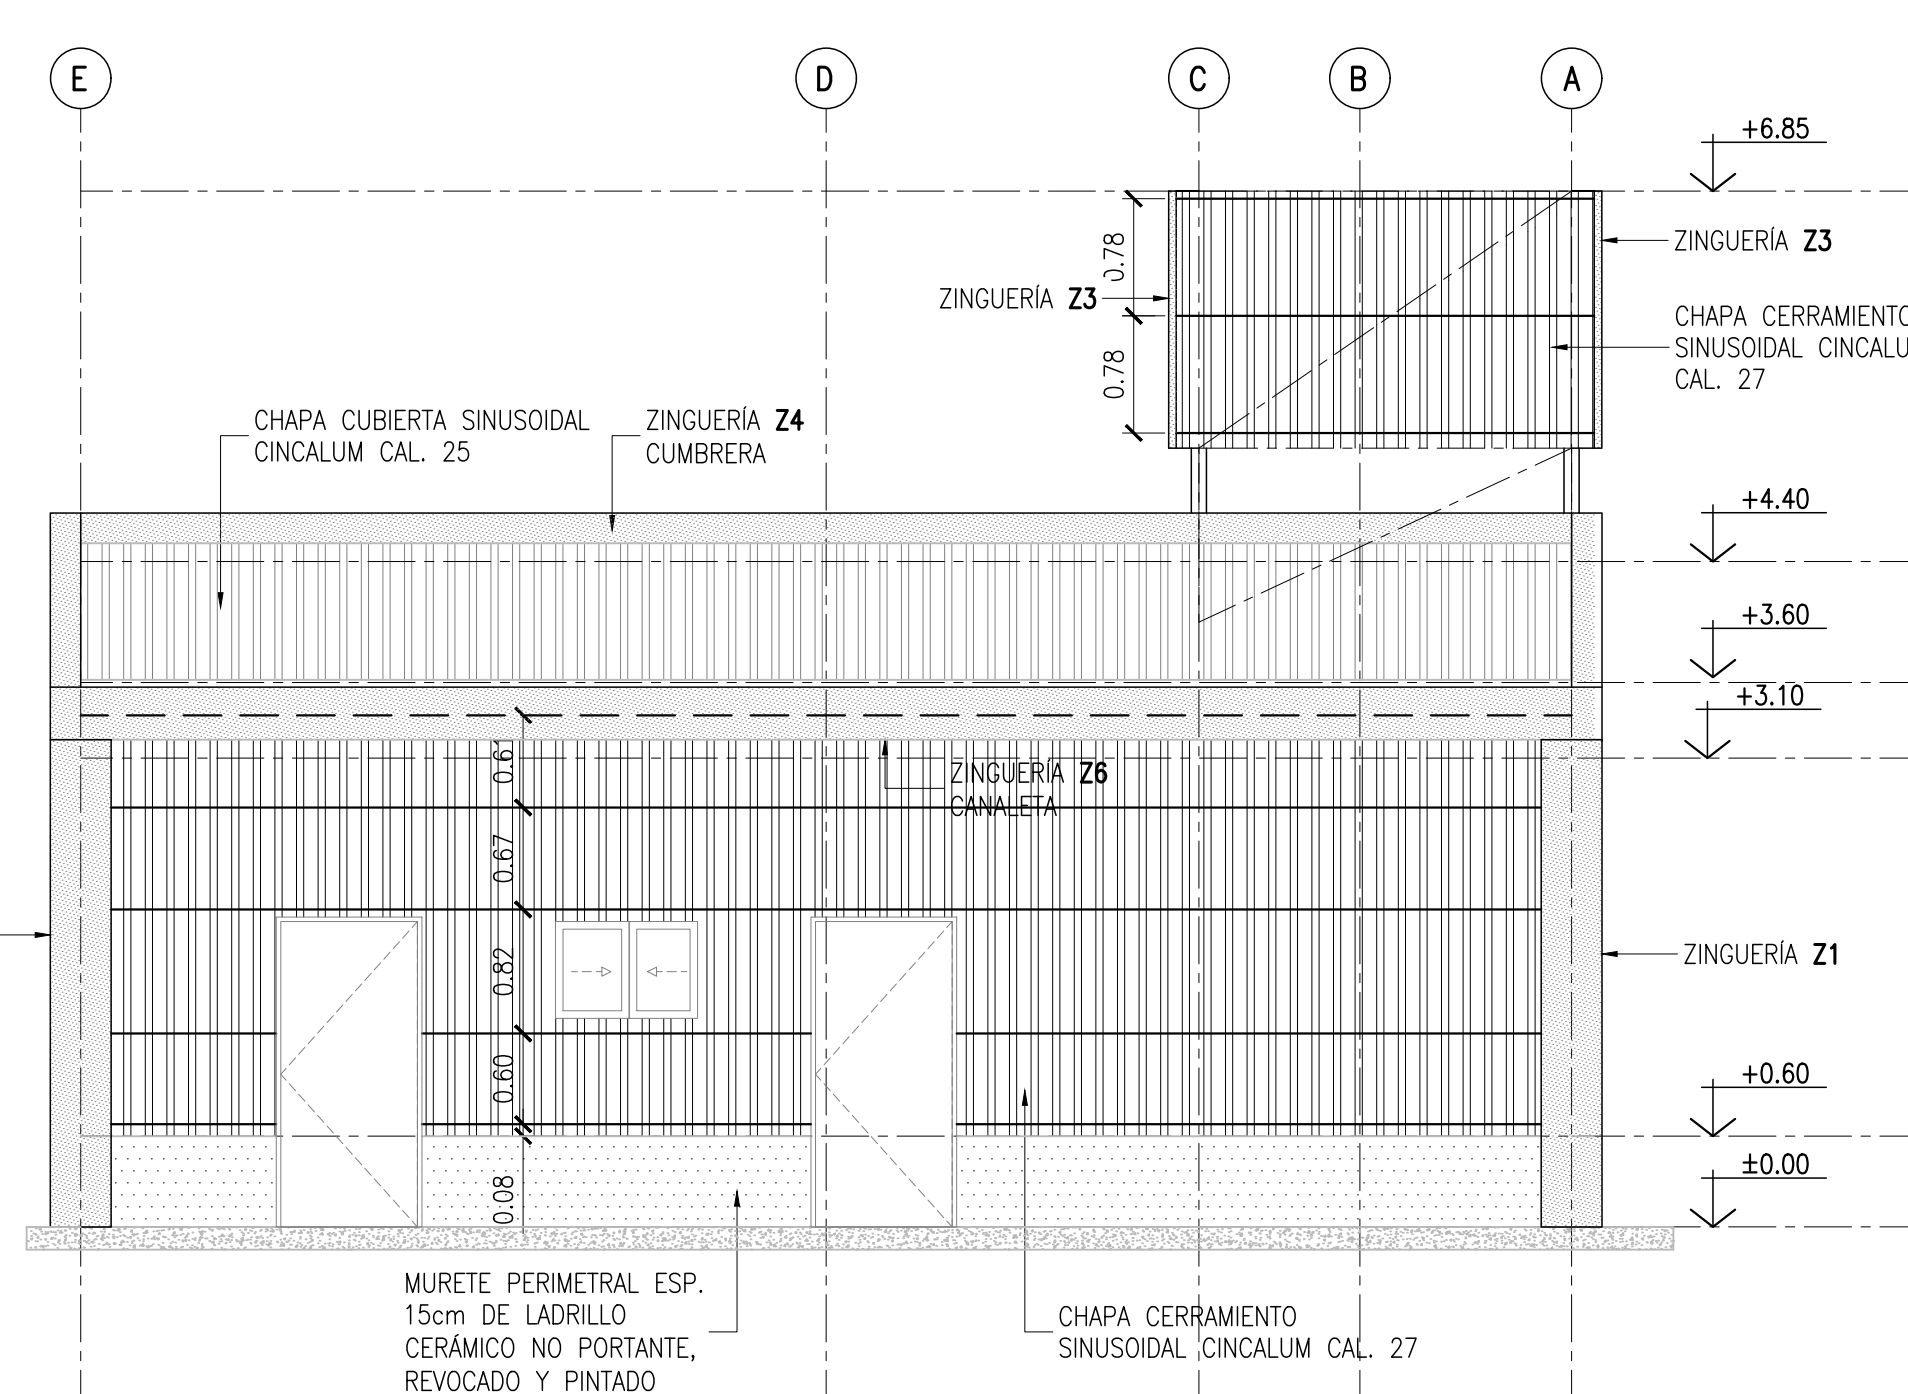 E
D
C
B
A
+6.85
ZINGUERÍA Z3
0.78
ZINGUERÍA Z3
CHAPA CERRAMIENTO
SINUSOIDAL CINCALU
CAL. 27
0.78
CHAPA CUBIERTA SINUSOIDAL
CINCALUM CAL. 25
ZINGUERÍA Z4
CUMBRERA
+4.40
+3.60
+3.10
0.6
ZINGUERÍA Z6
CANALETA
0.67
0.82
ZINGUERÍA Z1
0.60
+0.60
±0.00
0.08
MURETE PERIMETRAL ESP.
15cm DE LADRILLO
CERÁMICO NO PORTANTE,
REVOCADO Y PINTADO
CHAPA CERRAMIENTO
SINUSOIDAL CINCALUM CAL. 27